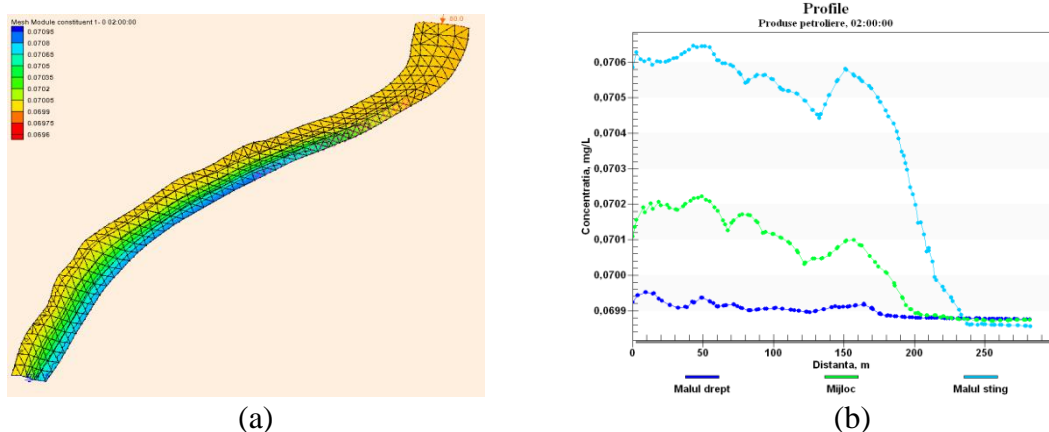 Mesh Module constituent 1- 0 02:00:00
0.07095
0.0708
0.07065
0.0705
0.07035
0.0702
0.07005
0.0699
0.06975
0.0696
60.0
(a)
Profile
Produse petroliere, 02:00:00
Concentratia, mg/L
0,0706
0,0705
0,0704
0,0703
0,0702
0,0701
0,0700
0,0699
0 50 100 150 200 250
Distanta, m
Malul drept Mijloc Malul sting
(b)